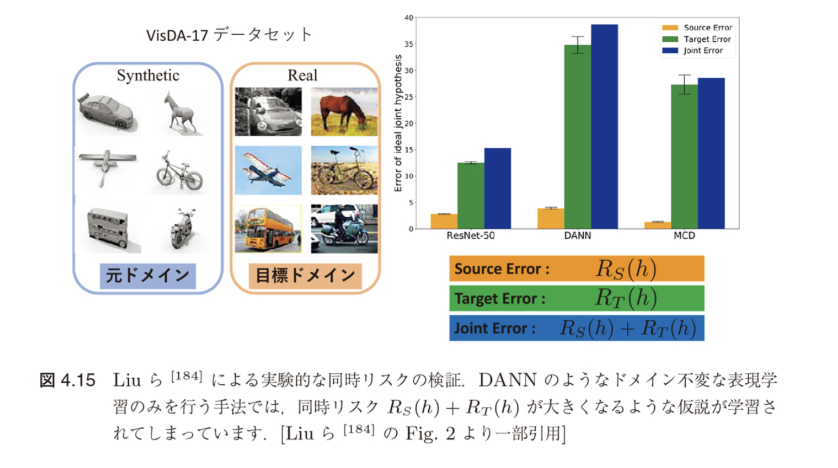 VisDA-17 データセット
Synthetic
Real
元ドメイン
目標ドメイン
Error of ideal joint hypothesis
40
35
30
25
20
15
10
5
0
Source Error
Target Error
Joint Error
ResNet-50
DANN
MCD
Source Error : R_S(h)
Target Error : R_T(h)
Joint Error : R_S(h) + R_T(h)
図 4.15 Liu ら [184] による実験的な同時リスクの検証．DANN のようなドメイン不変な表現学
習のみを行う手法では，同時リスク R_S(h) + R_T(h) が大きくなるような仮説が学習さ
れてしまっています．[Liu ら [184] の Fig. 2 より一部引用]